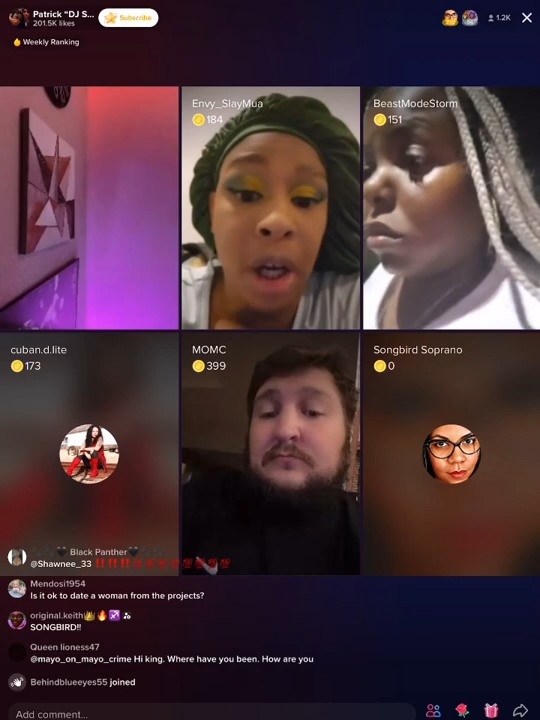 Patrick "DJ S...
201.5K likes
Subscribe
1.2K
Weekly Ranking
Envy_SlayMua
184
BeastModeStorm
151
cuban.d.lite
173
MOMC
399
Songbird Soprano
0
Black Panther
@Shawnee_33 ‼️‼️‼️💯💯💯💯💯💯💯💯
Mendosi1954
Is it ok to date a woman from the projects?
original.keith
SONGBIRD!!
Queen lioness47
@mayo_on_mayo_crime Hi king. Where have you been. How are you
Behindblueeyes55 joined
Add comment...